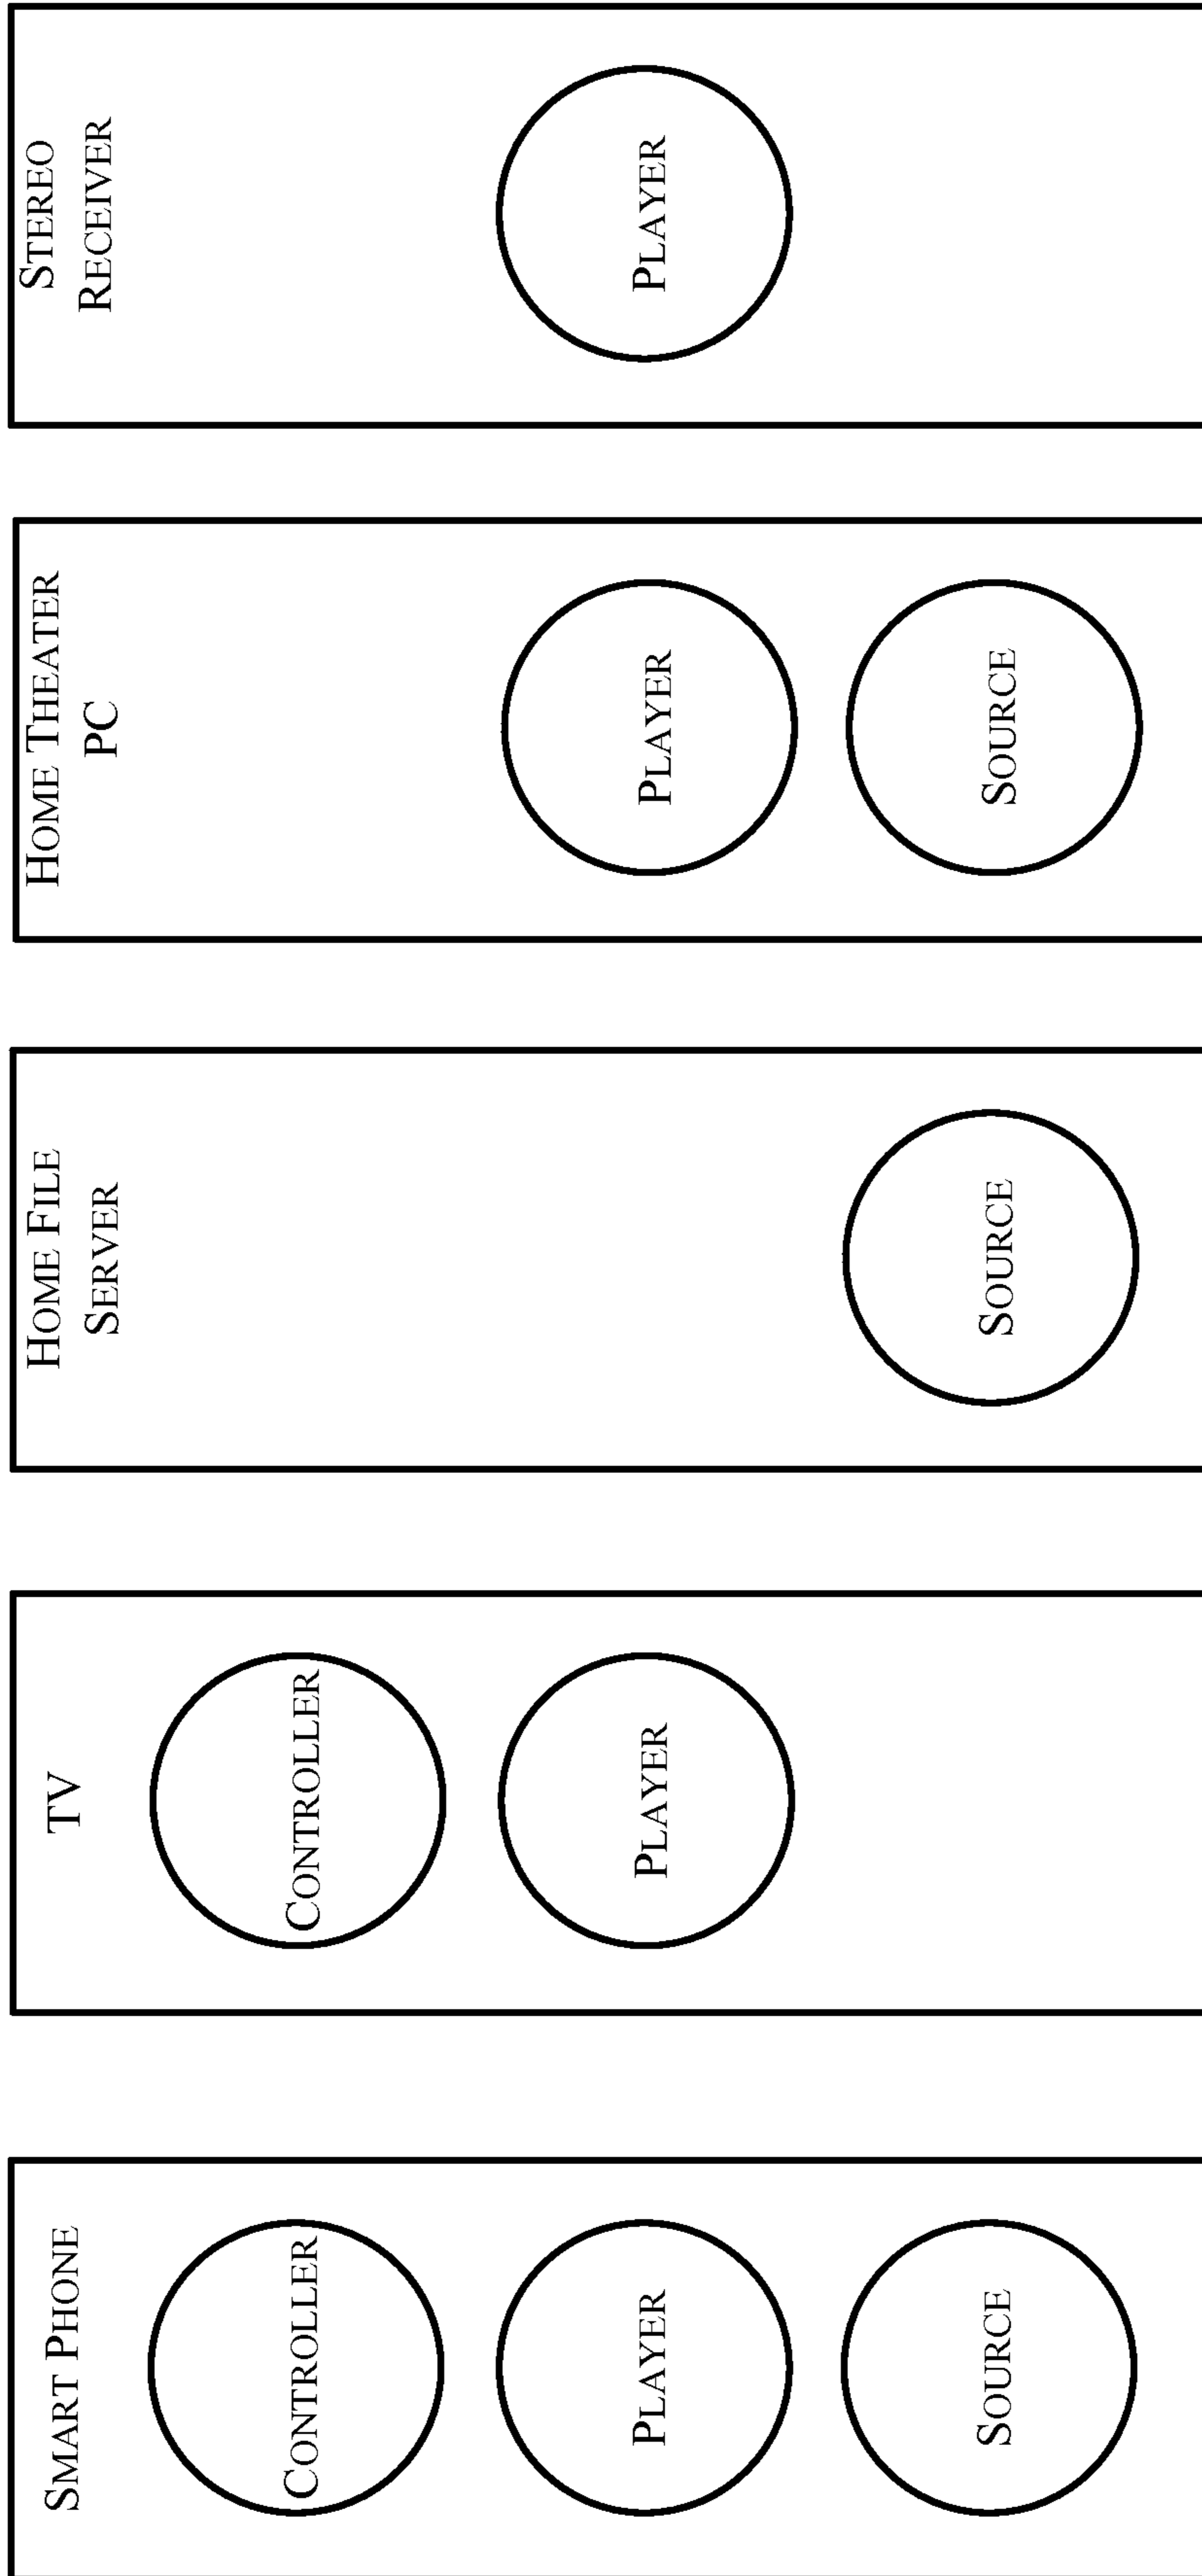 SMART PHONE
CONTROLLER
PLAYER
SOURCE
TV
CONTROLLER
PLAYER
HOME FILE
SERVER
SOURCE
HOME THEATER
PC
PLAYER
SOURCE
STEREO
RECEIVER
PLAYER